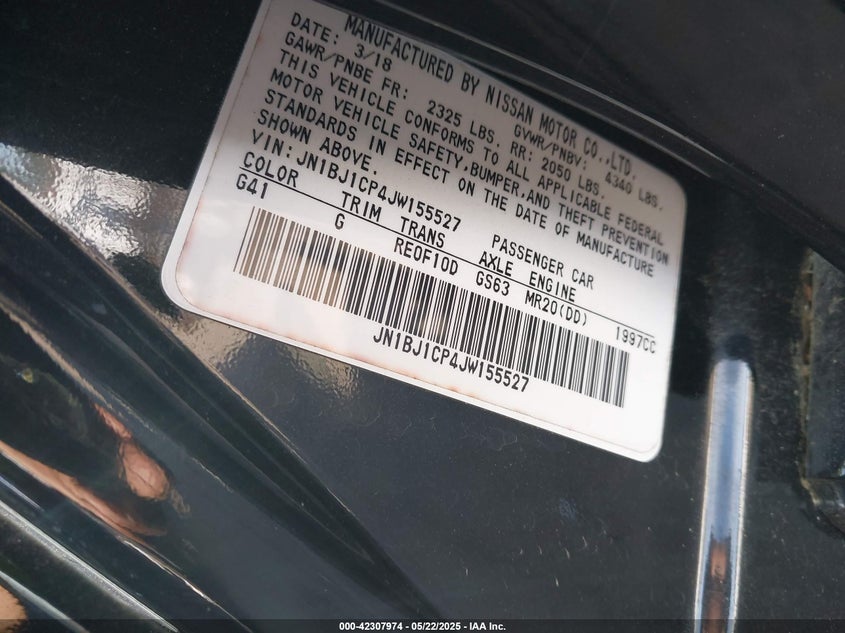 MANUFACTURED BY NISSAN MOTOR CO.,LTD.
DATE: 3/18 GVWR/PNBV: 4340 LBS.
GAWR/PNBE FR: 2325 LBS. RR: 2050 LBS.
THIS VEHICLE CONFORMS TO ALL APPLICABLE FEDERAL
MOTOR VEHICLE SAFETY,BUMPER,AND THEFT PREVENTION
STANDARDS IN EFFECT ON THE DATE OF MANUFACTURE
SHOWN ABOVE.
VIN:JN1BJ1CP4JW155527 PASSENGER CAR
COLOR TRIM TRANS AXLE ENGINE
G41 G RE0F10D GS63 MR20(DD) 1997CC
JN1BJ1CP4JW155527
000-42307974 - 05/22/2025 - IAA Inc.